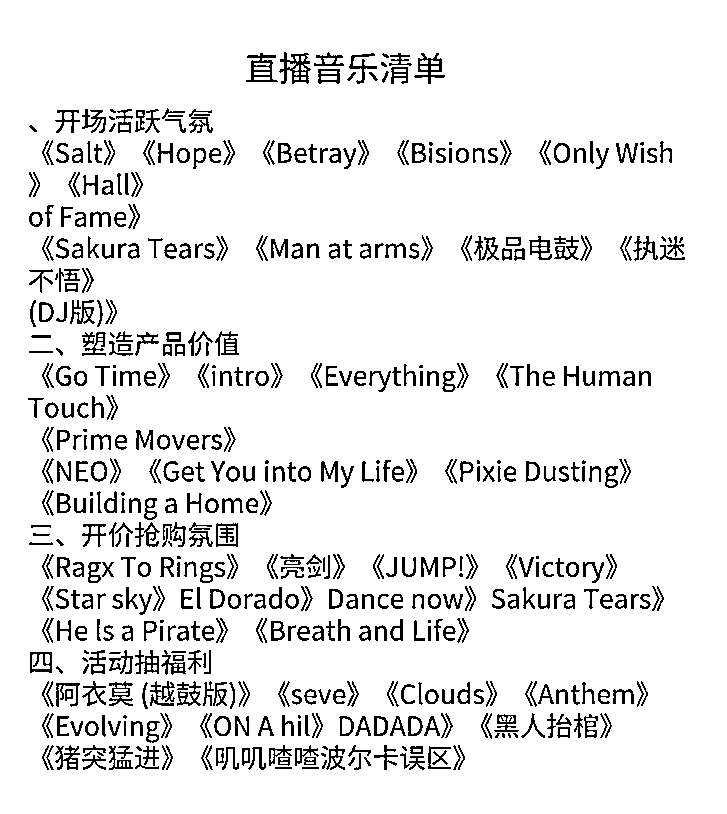 直播音乐清单
、开场活跃气氛
《Salt》《Hope》《Betray》《Bisions》《Only Wish
》《Hall》
of Fame》
《Sakura Tears》《Man at arms》《极品电鼓》《执迷
不悟》
(DJ版)》
二、塑造产品价值
《Go Time》《intro》《Everything》《The Human
Touch》
《Prime Movers》
《NEO》《Get You into My Life》《Pixie Dusting》
《Building a Home》
三、开价抢购氛围
《Ragx To Rings》《亮剑》《JUMP!》《Victory》
《Star sky》El Dorado》Dance now》Sakura Tears》
《He ls a Pirate》《Breath and Life》
四、活动抽福利
《阿衣莫 (越鼓版)》《seve》《Clouds》《Anthem》
《Evolving》《ON A hil》DADADA》《黑人抬棺》
《猪突猛进》《叽叽喳喳波尔卡误区》